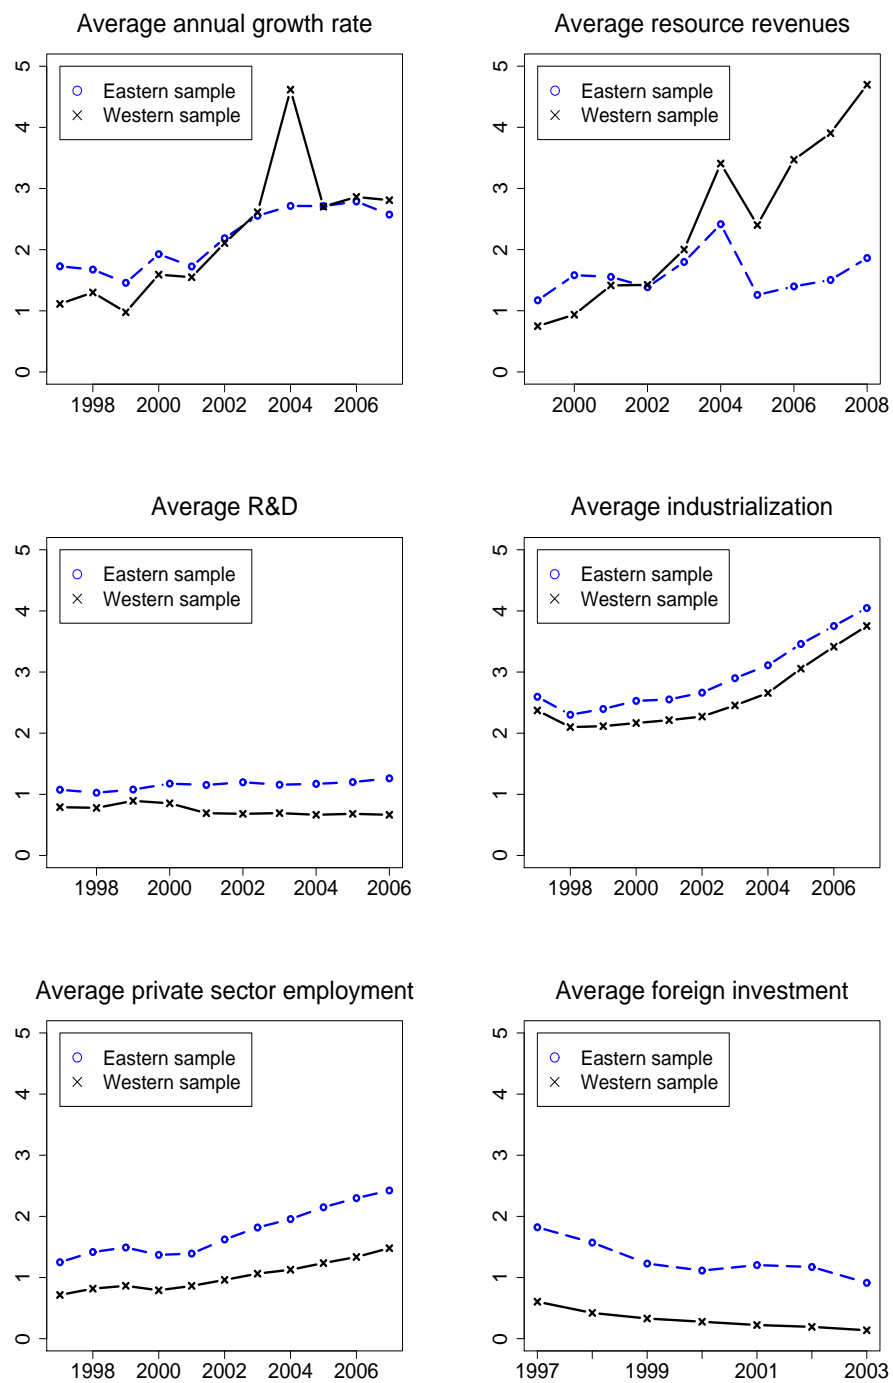 Average annual growth rate
5
4
3
2
1
0
Eastern sample
Western sample
1998 2000 2002 2004 2006
Average resource revenues
5
4
3
2
1
0
Eastern sample
Western sample
2000 2002 2004 2006 2008
Average R&D
5
4
3
2
1
0
Eastern sample
Western sample
1998 2000 2002 2004 2006
Average industrialization
5
4
3
2
1
0
Eastern sample
Western sample
1998 2000 2002 2004 2006
Average private sector employment
5
4
3
2
1
0
Eastern sample
Western sample
1998 2000 2002 2004 2006
Average foreign investment
5
4
3
2
1
0
Eastern sample
Western sample
1997 1999 2001 2003